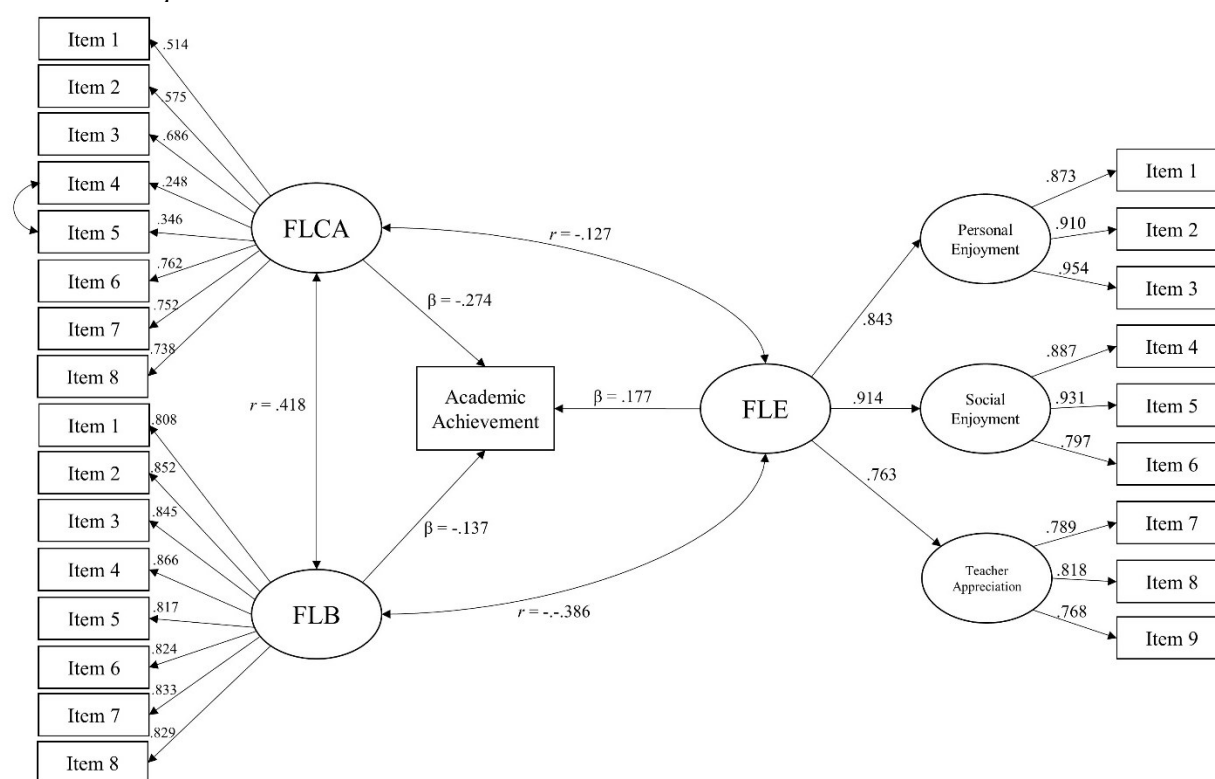 Item 1
.514
Item 2
.575
Item 3
.686
Item 4
.248
Item 5
.346
Item 6
.762
Item 7
.752
Item 8
.738
FLCA
r = -.127
β = -.274
r = .418
Academic
Achievement
β = .177
FLE
β = -.137
r = -.-.386
Item 1
.808
Item 2
.852
Item 3
.845
Item 4
.866
Item 5
.817
Item 6
.824
Item 7
.833
Item 8
.829
FLB
.843
.914
.763
Personal
Enjoyment
.873
Item 1
.910
Item 2
.954
Item 3
Social
Enjoyment
.887
Item 4
.931
Item 5
.797
Item 6
Teacher
Appreciation
.789
Item 7
.818
Item 8
.768
Item 9